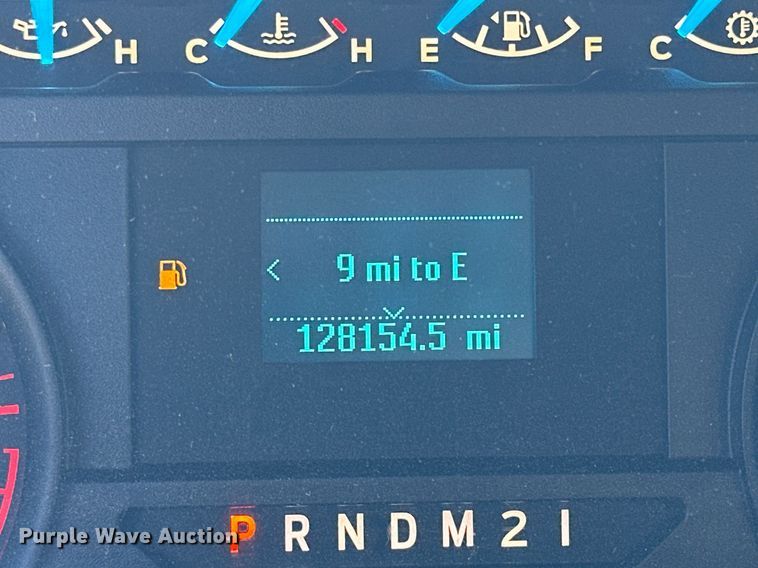 H C H E F C
< 9 mi to E
128154.5 mi
P R N D M 2 1
Purple Wave Auction